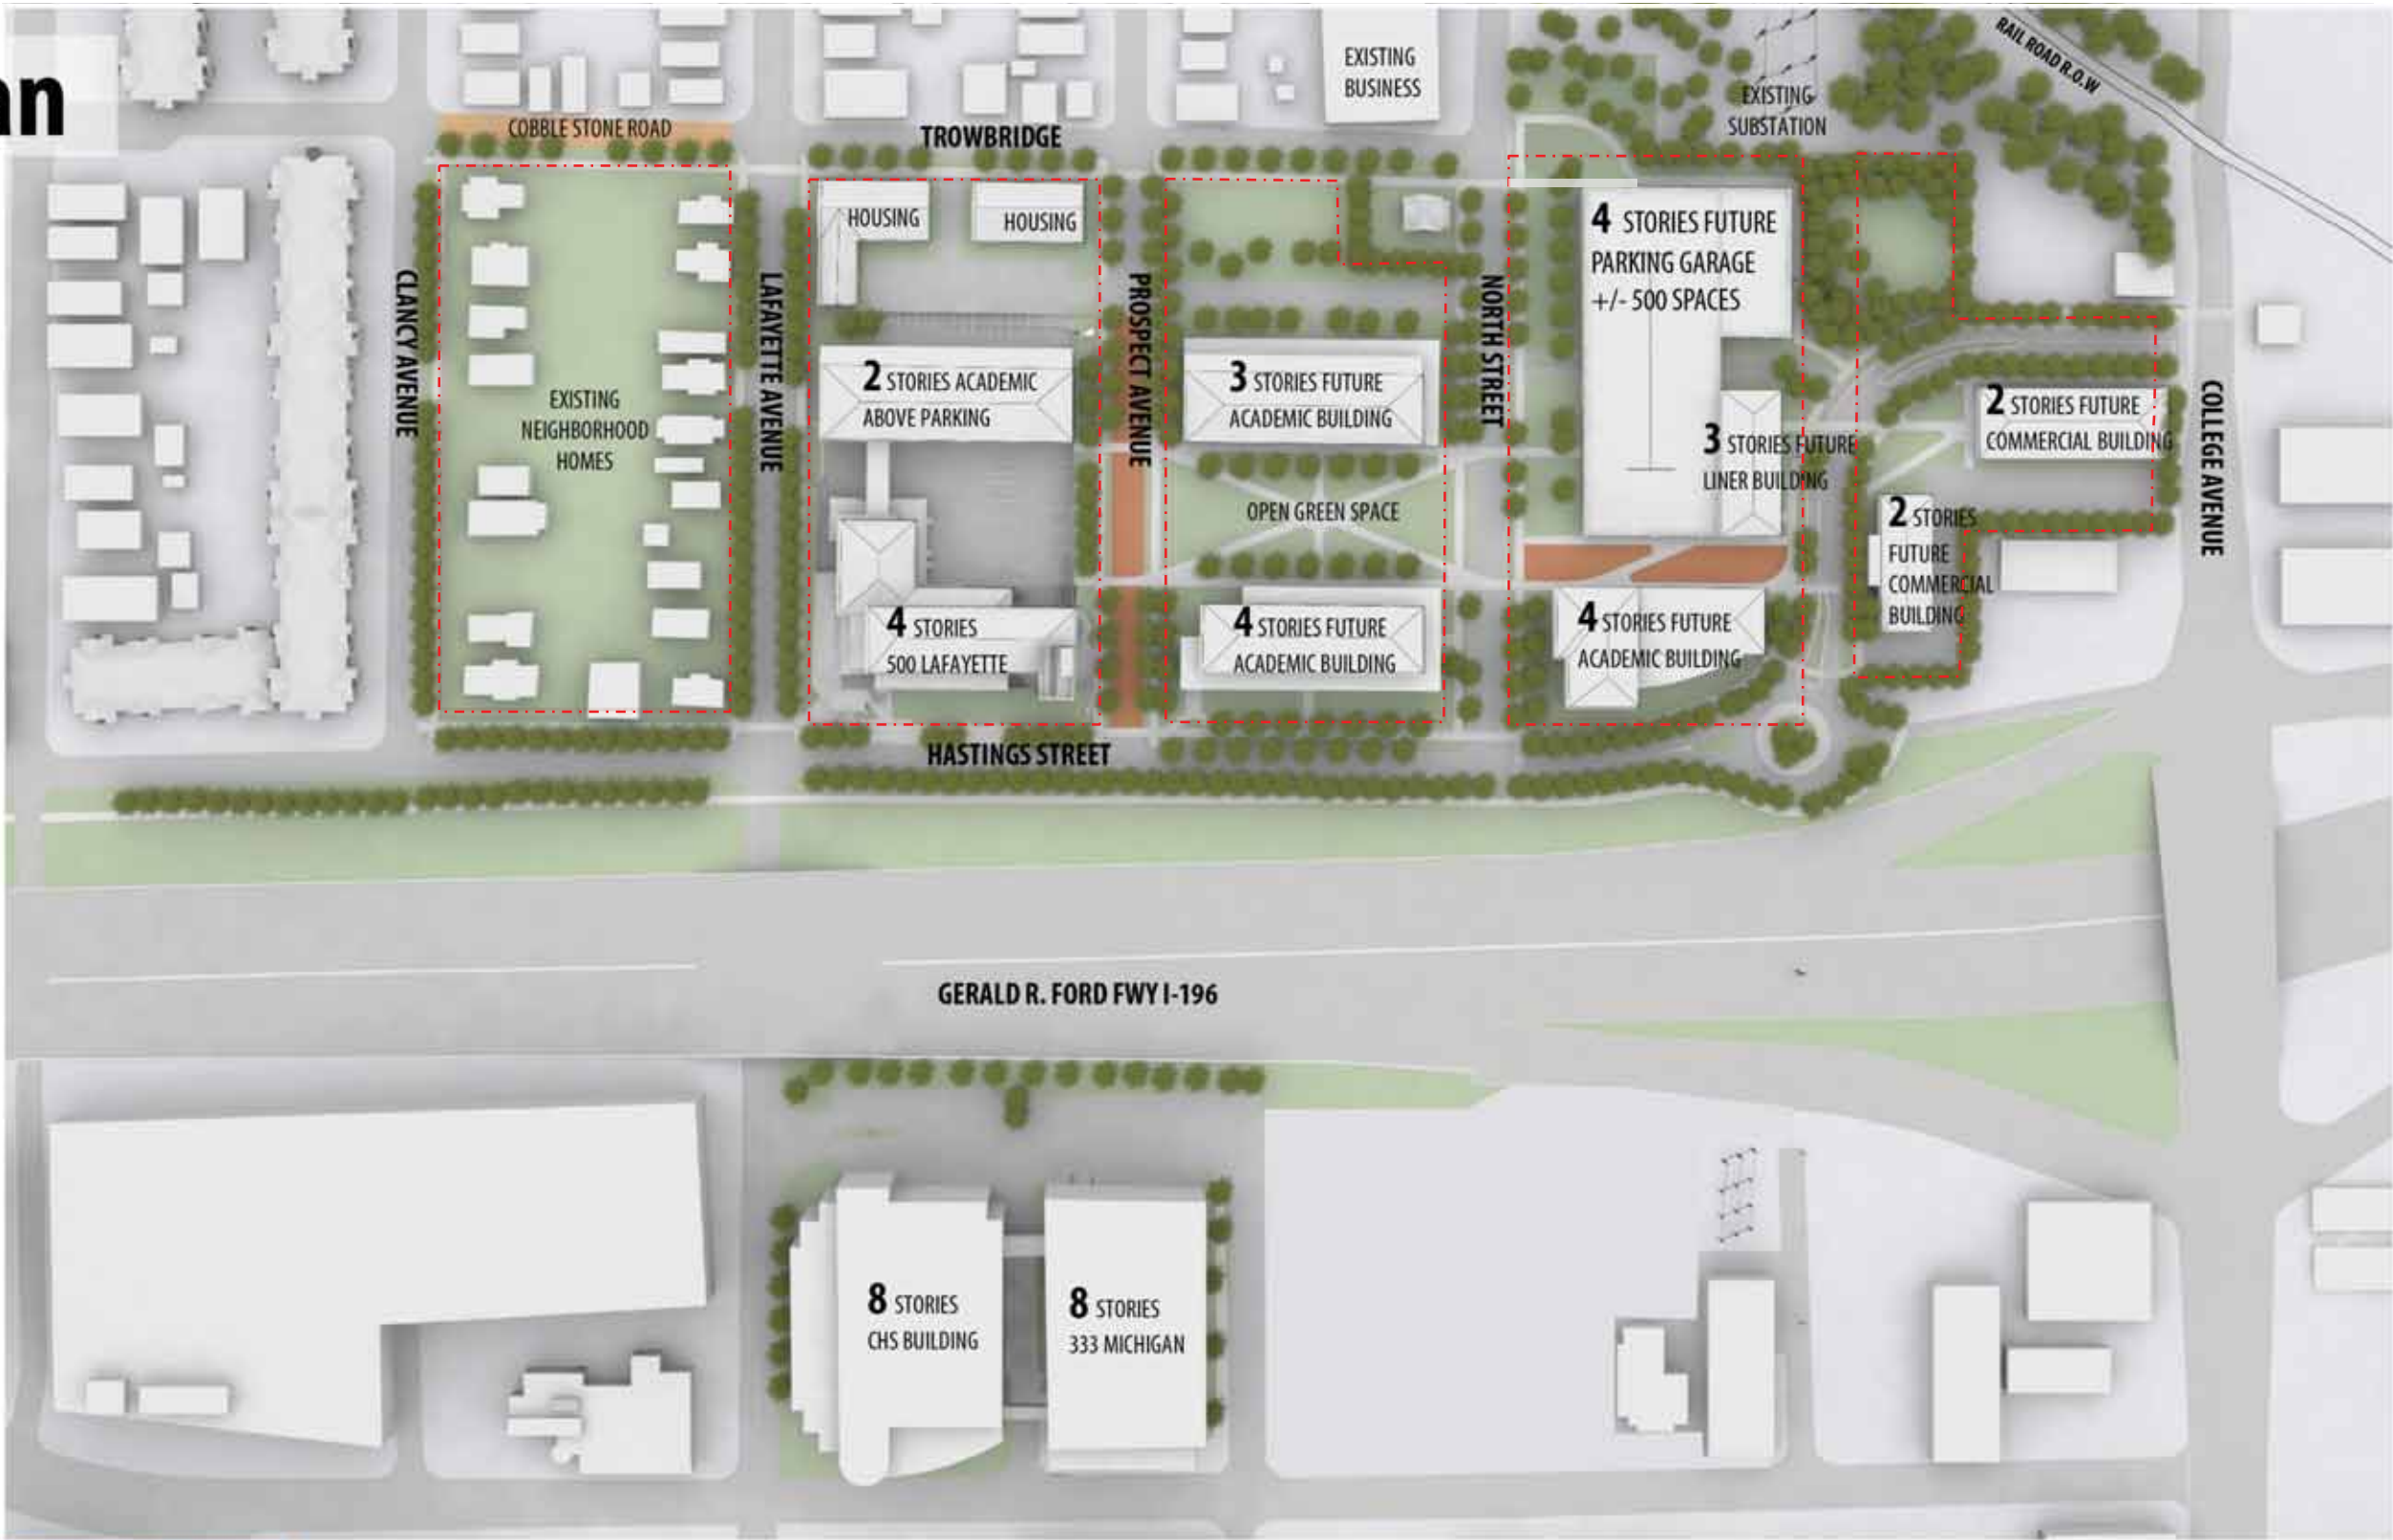 an
RAIL ROAD R.O.W
EXISTING
BUSINESS
EXISTING
SUBSTATION
COBBLE STONE ROAD
TROWBRIDGE
HOUSING
HOUSING
4 STORIES FUTURE
PARKING GARAGE
+/- 500 SPACES
CLANCY AVENUE
LAFAYETTE AVENUE
PROSPECT AVENUE
NORTH STREET
COLLEGE AVENUE
EXISTING
NEIGHBORHOOD
HOMES
2 STORIES ACADEMIC
ABOVE PARKING
3 STORIES FUTURE
ACADEMIC BUILDING
3 STORIES FUTURE
LINER BUILDING
2 STORIES FUTURE
COMMERCIAL BUILDING
OPEN GREEN SPACE
2 STORIES
FUTURE
COMMERCIAL
BUILDING
4 STORIES
500 LAFAYETTE
4 STORIES FUTURE
ACADEMIC BUILDING
4 STORIES FUTURE
ACADEMIC BUILDING
HASTINGS STREET
GERALD R. FORD FWY I-196
8 STORIES
CHS BUILDING
8 STORIES
333 MICHIGAN